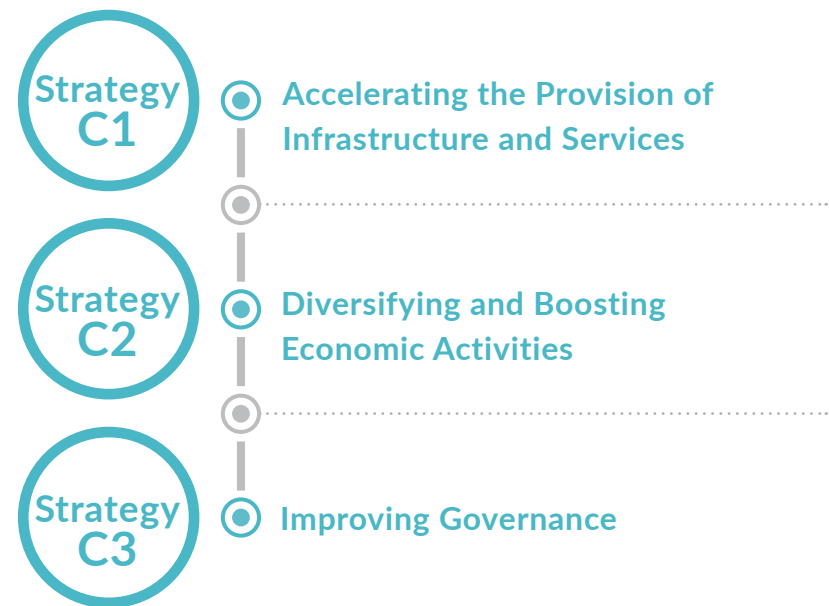 Strategy
C1
Accelerating the Provision of
Infrastructure and Services
Strategy
C2
Diversifying and Boosting
Economic Activities
Strategy
C3
Improving Governance